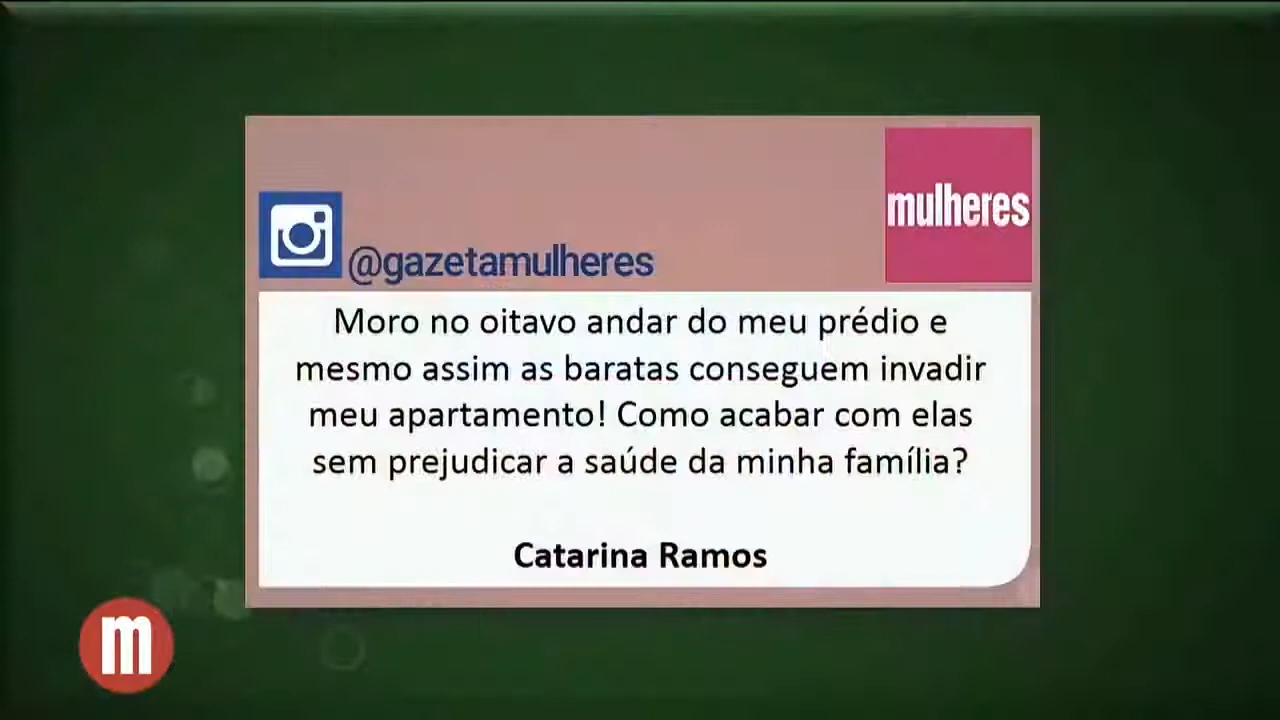 mulheres
@gazetamulheres
Moro no oitavo andar do meu prédio e
mesmo assim as baratas conseguem invadir
meu apartamento! Como acabar com elas
sem prejudicar a saúde da minha família?
Catarina Ramos
m